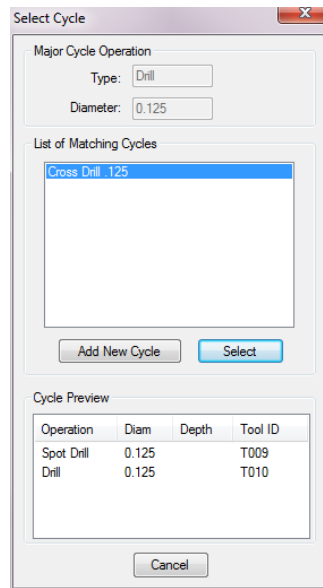 Select Cycle
Major Cycle Operation
Type: Drill
Diameter: 0.125
List of Matching Cycles
Cross Drill .125
Add New Cycle Select
Cycle Preview
Operation Diam Depth Tool ID
Spot Drill 0.125 T009
Drill 0.125 T010
Cancel